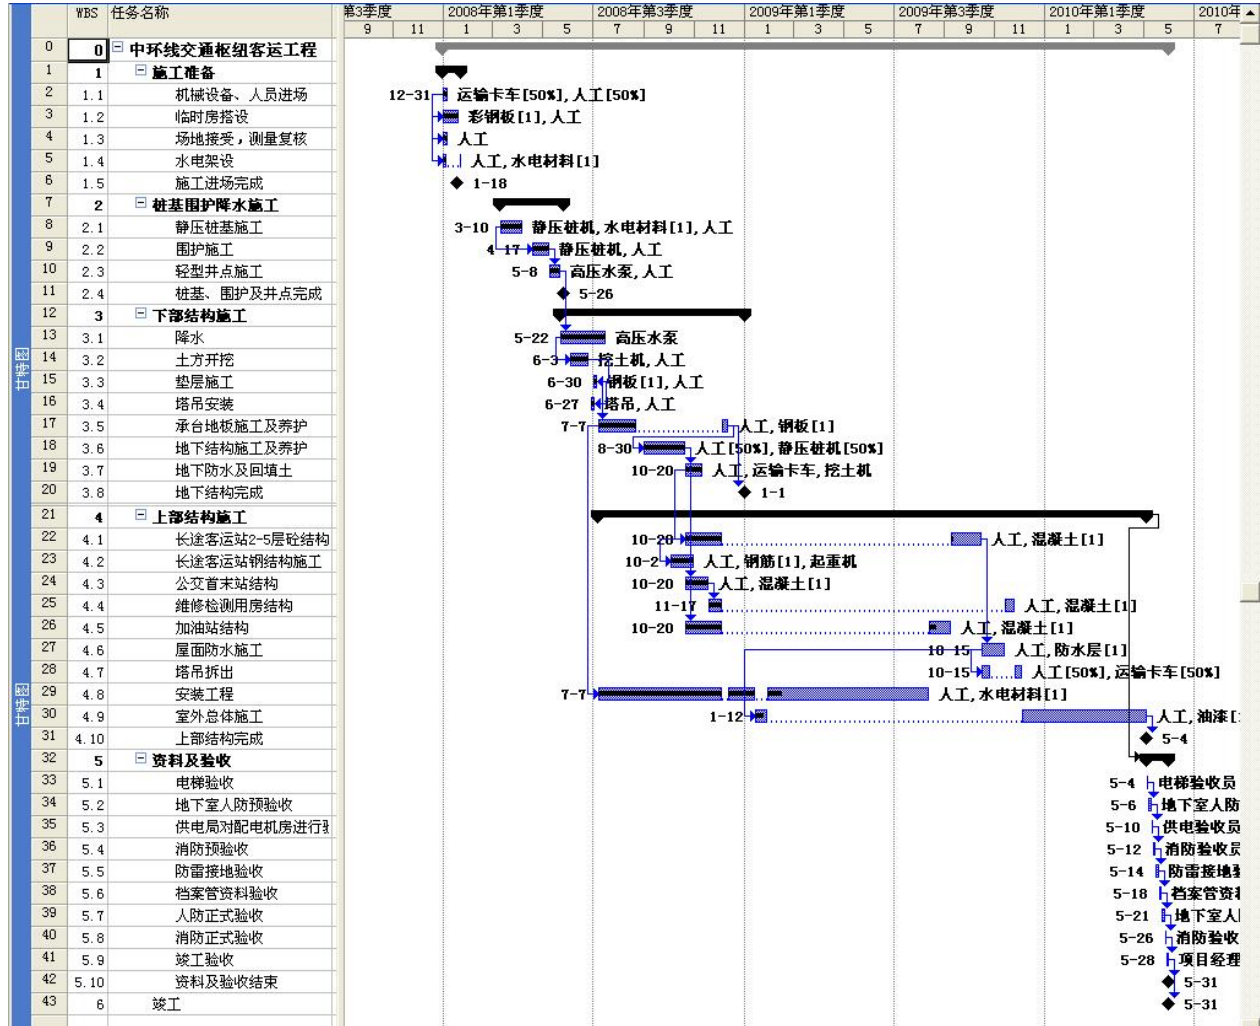 WBS 任务名称 第3季度 2008年第1季度 2008年第3季度 2009年第1季度 2009年第3季度 2010年第1季度 2010年
9 11 1 3 5 7 9 11 1 3 5 7 9 11 1 3 5 7
0 0 中环线交通枢纽客运工程
1 1 施工准备
2 1.1 机械设备、人员进场 12-31 运输卡车[50%],人工[50%]
3 1.2 临时房搭设 彩钢板[1],人工
4 1.3 场地接受，测量复核 人工
5 1.4 水电架设 人工,水电材料[1]
6 1.5 施工进场完成 1-18
7 2 桩基围护降水施工
8 2.1 静压桩基施工 3-10 静压桩机,水电材料[1],人工
9 2.2 围护施工 4-17 静压桩机,人工
10 2.3 轻型井点施工 5-8 高压水泵,人工
11 2.4 桩基、围护及井点完成 5-26
12 3 下部结构施工
13 3.1 降水 5-22 高压水泵
14 3.2 土方开挖 6-3 挖土机,人工
15 3.3 垫层施工 6-30 钢板[1],人工
16 3.4 塔吊安装 6-27 塔吊,人工
17 3.5 承台地板施工及养护 7-7 人工,钢板[1]
18 3.6 地下结构施工及养护 8-30 人工[50%],静压桩机[50%]
19 3.7 地下防水及回填土 10-20 人工,运输卡车,挖土机
20 3.8 地下结构完成 1-1
21 4 上部结构施工
22 4.1 长途客运站2-5层砼结构 10-20 人工,混凝土[1]
23 4.2 长途客运站钢结构施工 10-2 人工,钢筋[1],起重机
24 4.3 公交首末站结构 10-20 人工,混凝土[1]
25 4.4 维修检测用房结构 11-17 人工,混凝土[1]
26 4.5 加油站结构 10-20 人工,混凝土[1]
27 4.6 屋面防水施工 10-15 人工,防水层[1]
28 4.7 塔吊拆出 10-15 人工[50%],运输卡车[50%]
29 4.8 安装工程 7-7 人工,水电材料[1]
30 4.9 室外总体施工 1-12 人工,油漆[
31 4.10 上部结构完成 5-4
32 5 资料及验收
33 5.1 电梯验收 5-4 电梯验收员
34 5.2 地下室人防预验收 5-6 地下室人防
35 5.3 供电局对配电机房进行 5-10 供电验收员
36 5.4 消防预验收 5-12 消防验收员
37 5.5 防雷接地验收 5-14 防雷接地
38 5.6 档案管资料验收 5-18 档案管资
39 5.7 人防正式验收 5-21 地下室人
40 5.8 消防正式验收 5-26 消防验收
41 5.9 竣工验收 5-28 项目经理
42 5.10 资料及验收结束 5-31
43 6 竣工 5-31
甘特图
甘特图